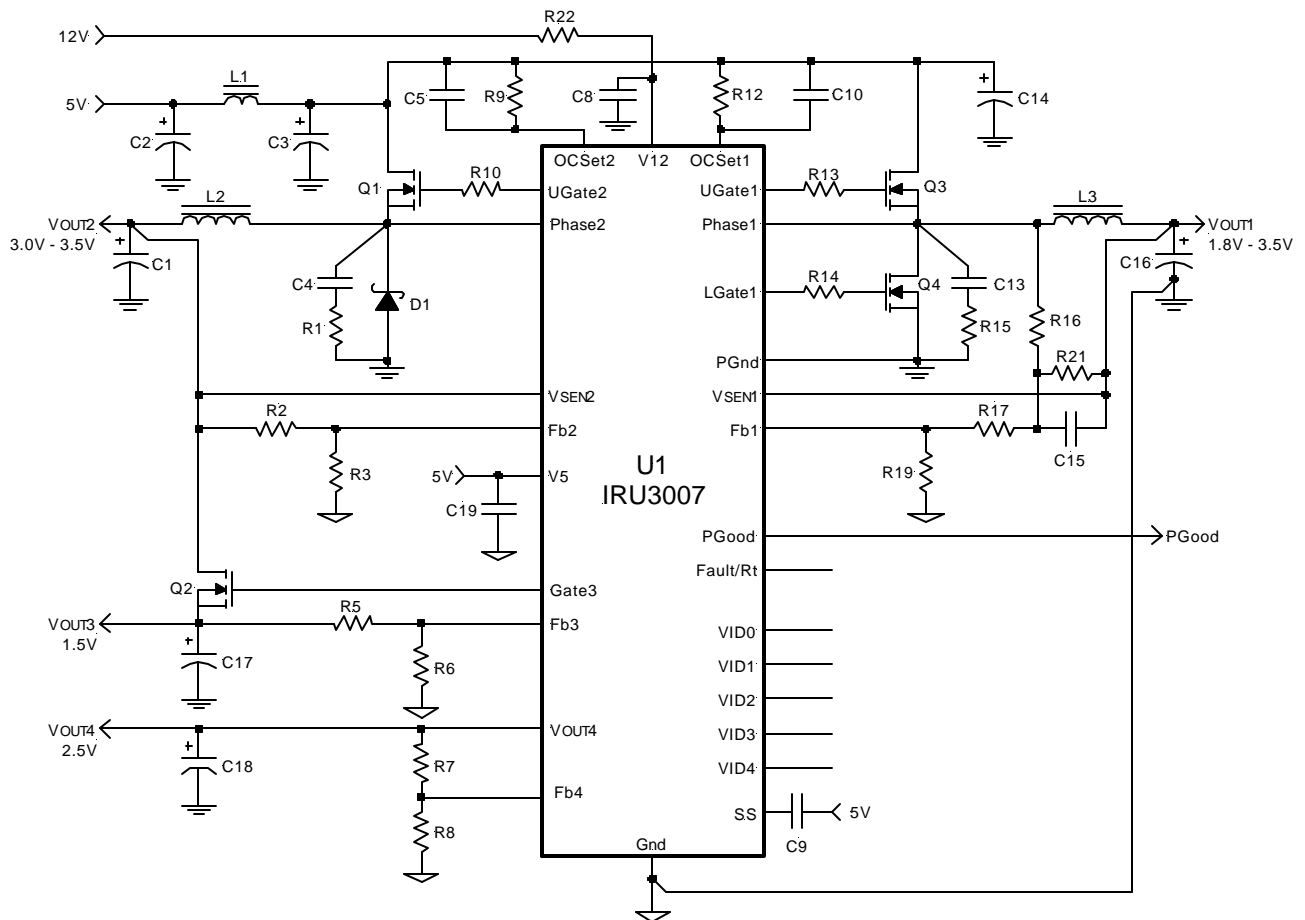 R22
12V
L1
5V
C2
C3
C5
R9
C8
R12
C10
C14
OCSet2
V12
OCSet1
Q1
R10
UGate2
UGate1
R13
Q3
L2
VOUT2
3.0V - 3.5V
Phase2
Phase1
L3
VOUT1
1.8V - 3.5V
C1
C4
R1
D1
LGate1
R14
Q4
C13
R15
C16
R16
PGnd
R21
VSEN2
VSEN1
R2
Fb2
Fb1
R17
C15
R3
5V
V5
U1
IRU3007
R19
C19
PGood
PGood
Fault/Rt
Q2
Gate3
VOUT3
1.5V
R5
Fb3
VID0
C17
R6
VID1
VID2
VOUT4
2.5V
VOUT4
VID3
C18
R7
VID4
Fb4
R8
SS
5V
C9
Gnd